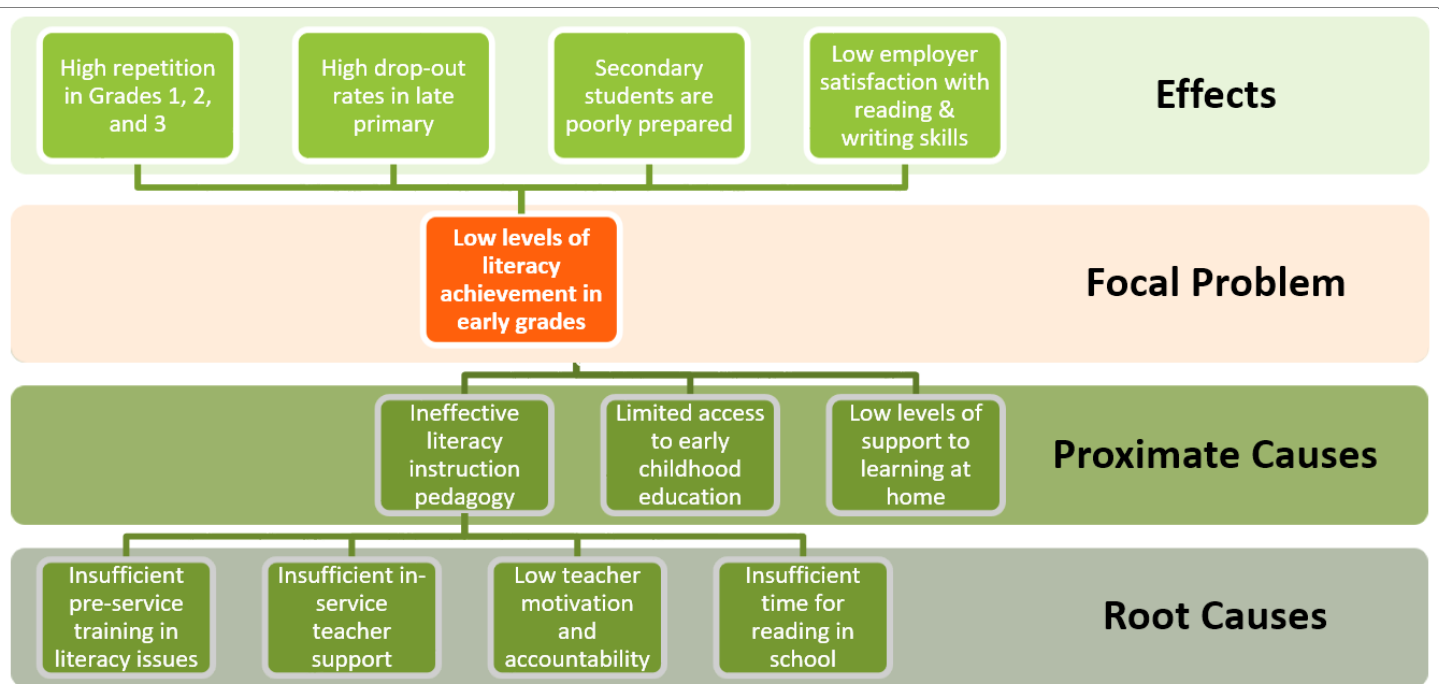 High repetition
in Grades 1, 2,
and 3
High drop-out
rates in late
primary
Secondary
students are
poorly prepared
Low employer
satisfaction with
reading &
writing skills
Effects
Low levels of
literacy
achievement in
early grades
Focal Problem
Ineffective
literacy
instruction
pedagogy
Limited access
to early
childhood
education
Low levels of
support to
learning at
home
Proximate Causes
Insufficient
pre-service
training in
literacy issues
Insufficient in-
service
teacher
support
Low teacher
motivation
and
accountability
Insufficient
time for
reading in
school
Root Causes